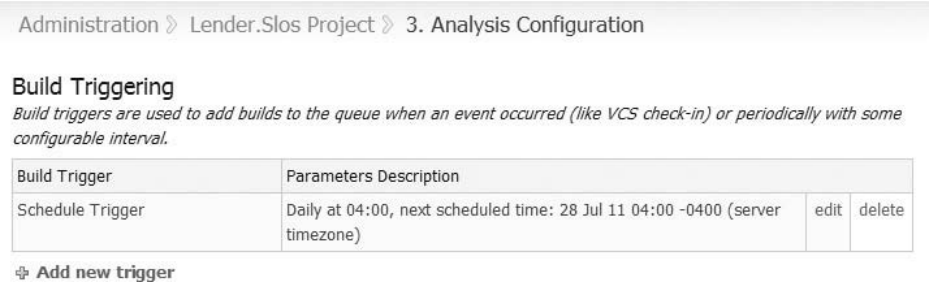 Administration » Lender.Slos Project » 3. Analysis Configuration
Build Triggering
Build triggers are used to add builds to the queue when an event occurred (like VCS check-in) or periodically with some
configurable interval.
Build Trigger Parameters Description
Schedule Trigger Daily at 04:00, next scheduled time: 28 Jul 11 04:00 -0400 (server edit delete
timezone)
Add new trigger